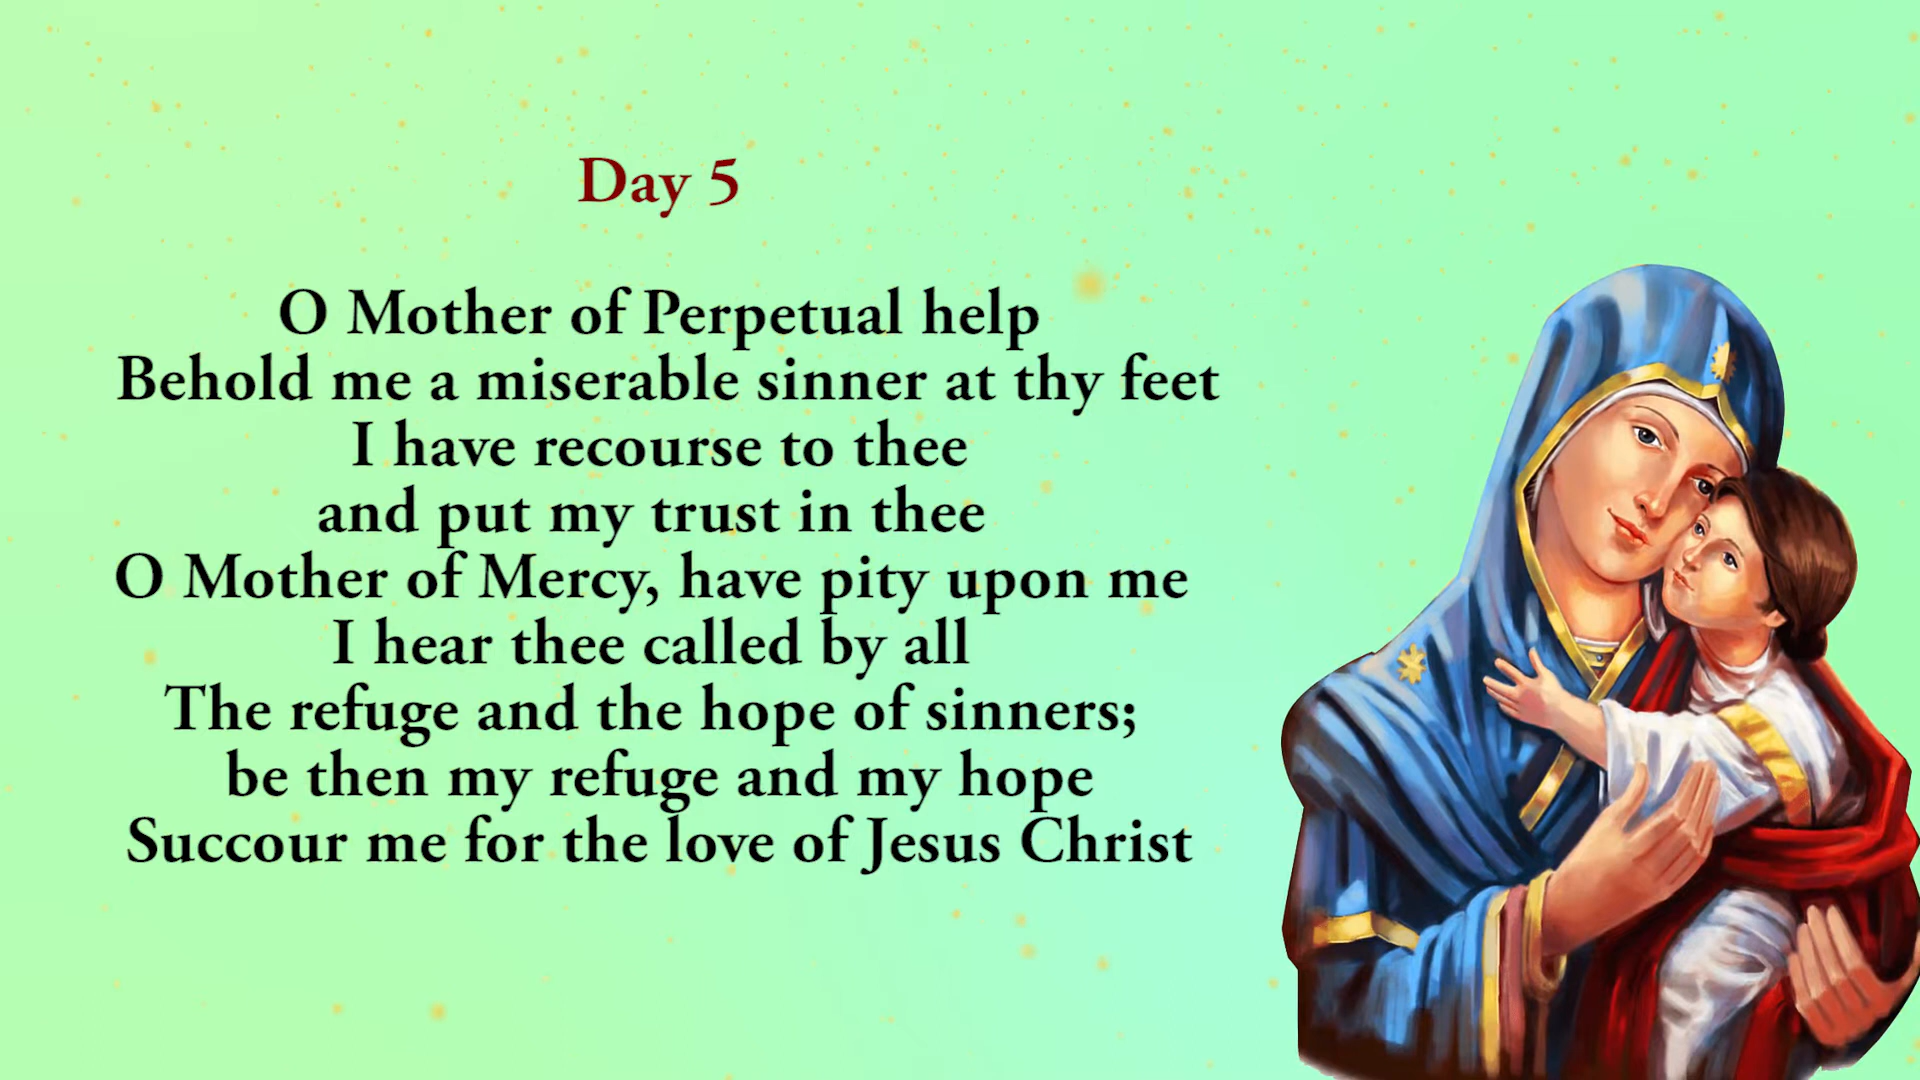 Day 5
O Mother of Perpetual help
Behold me a miserable sinner at thy feet
I have recourse to thee
and put my trust in thee
O Mother of Mercy, have pity upon me
I hear thee called by all
The refuge and the hope of sinners;
be then my refuge and my hope
Succour me for the love of Jesus Christ